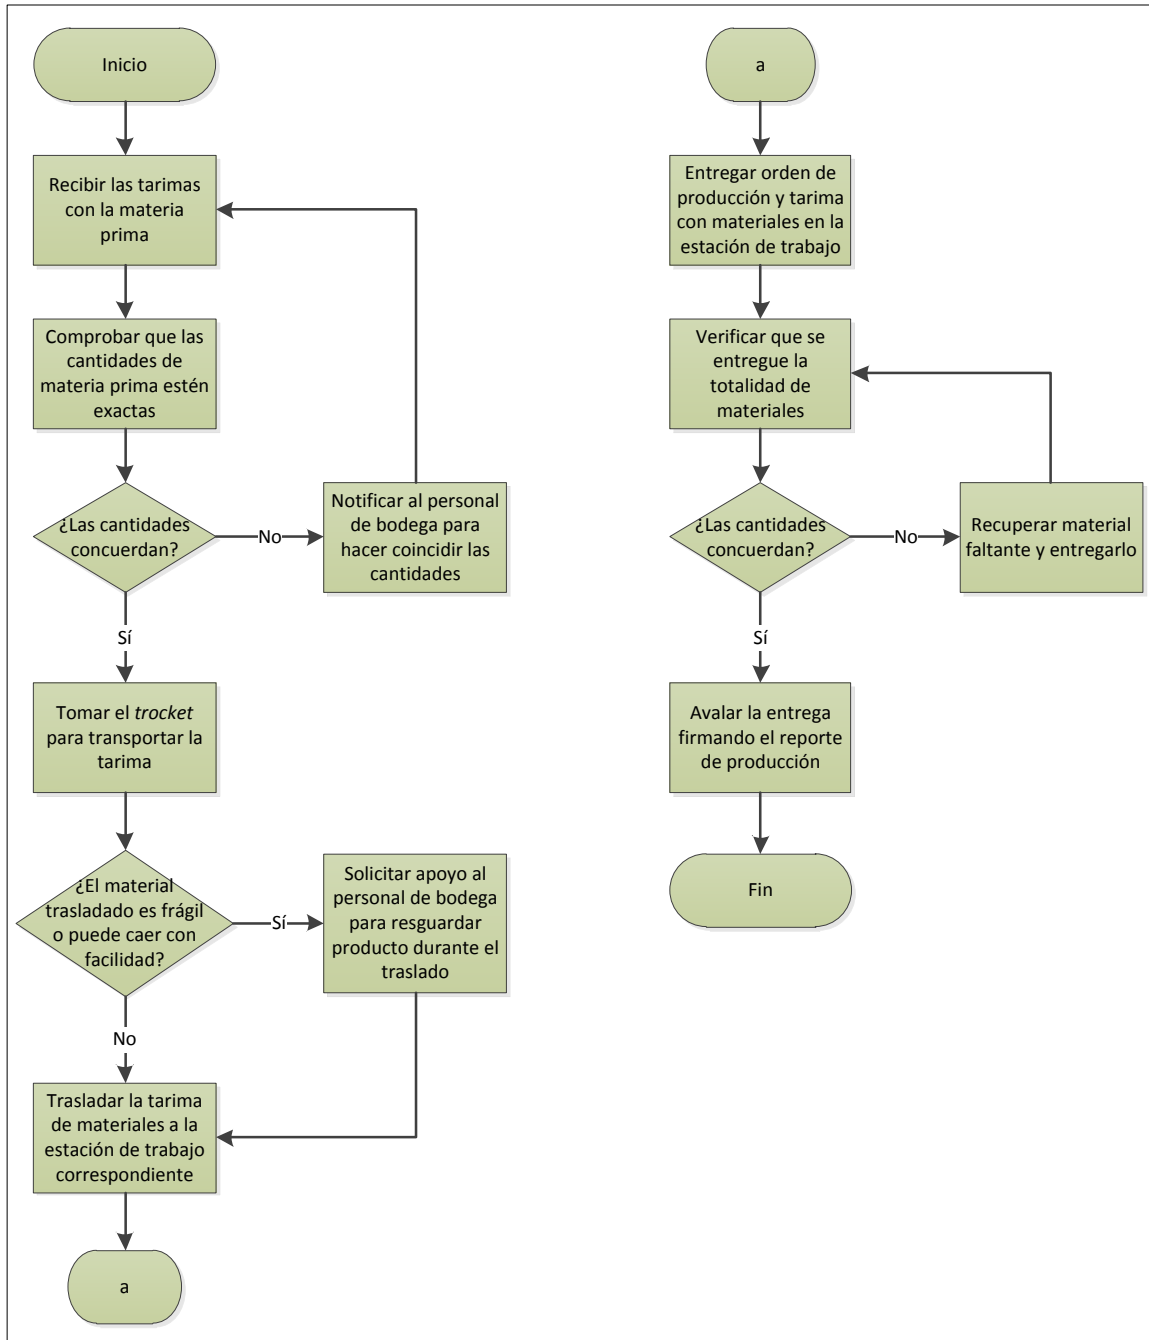 Inicio
Recibir las tarimas
con la materia
prima
Comprobar que las
cantidades de
materia prima estén
exactas
¿Las cantidades
concuerdan?
No
Notificar al personal
de bodega para
hacer coincidir las
cantidades
Sí
Tomar el trocket
para transportar la
tarima
¿El material
trasladado es frágil
o puede caer con
facilidad?
Sí
Solicitar apoyo al
personal de bodega
para resguardar
producto durante el
traslado
No
Trasladar la tarima
de materiales a la
estación de trabajo
correspondiente
a
a
Entregar orden de
producción y tarima
con materiales en la
estación de trabajo
Verificar que se
entregue la
totalidad de
materiales
¿Las cantidades
concuerdan?
No
Recuperar material
faltante y entregarlo
Sí
Avalar la entrega
firmando el reporte
de producción
Fin